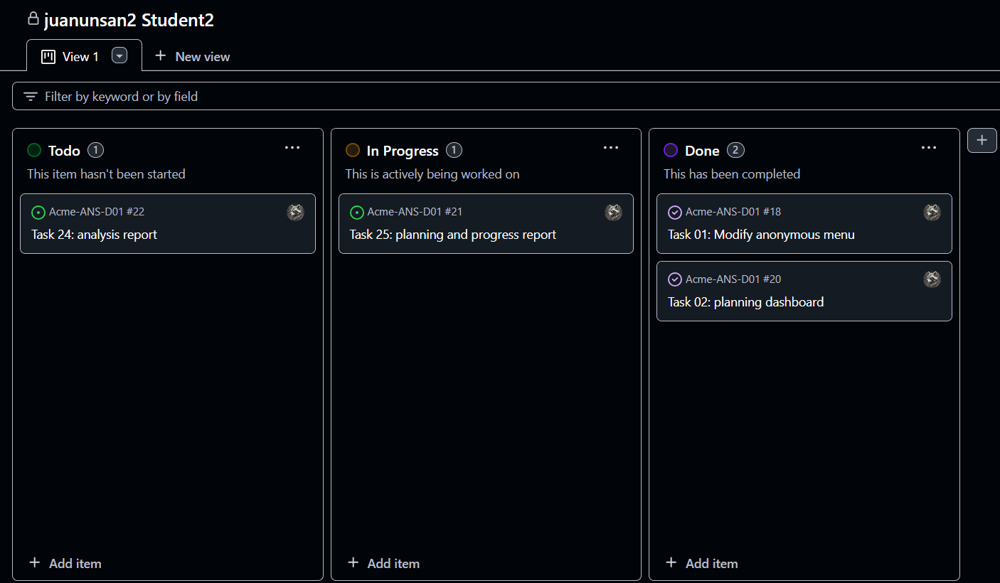 juanunsan2 Student2
View 1
New view
Filter by keyword or by field
Todo 1
This item hasn't been started
Acme-ANS-D01 #22
Task 24: analysis report
Add item
In Progress 1
This is actively being worked on
Acme-ANS-D01 #21
Task 25: planning and progress report
Add item
Done 2
This has been completed
Acme-ANS-D01 #18
Task 01: Modify anonymous menu
Acme-ANS-D01 #20
Task 02: planning dashboard
Add item